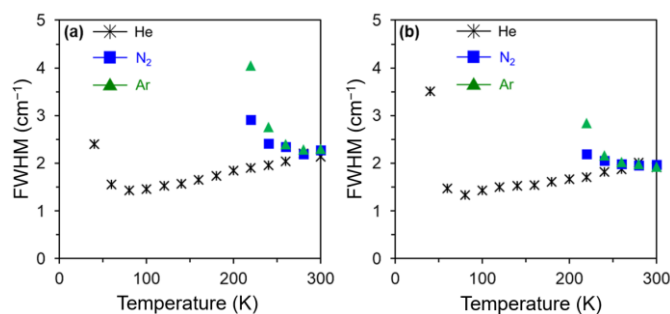 (a)
He
N₂
Ar
5
4
3
2
1
0
FWHM (cm⁻¹)
0
100
200
300
Temperature (K)
(b)
He
N₂
Ar
5
4
3
2
1
0
FWHM (cm⁻¹)
0
100
200
300
Temperature (K)